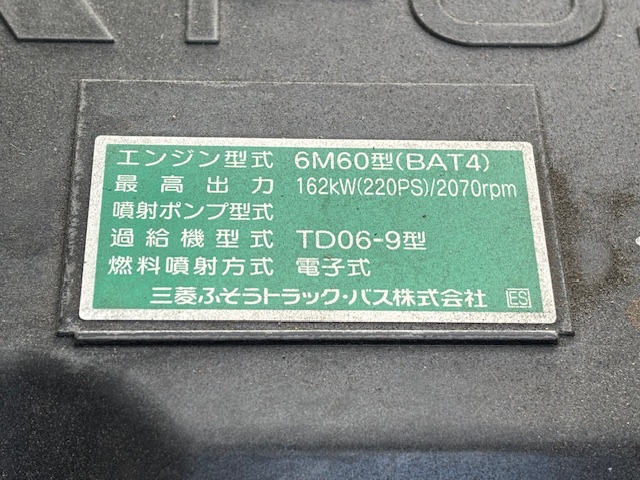 エンジン型式 6M60型(BAT4)
最高出力 162kW(220PS)/2070rpm
噴射ポンプ型式
過給機型式 TD06-9型
燃料噴射方式 電子式
三菱ふそうトラック・バス株式会社 ES